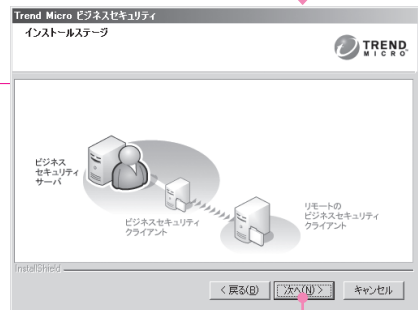 Trend Micro ビジネスセキュリティ
インストールステージ
TREND
MICRO
ビジネス
セキュリティ
サーバ
ビジネスセキュリティ
クライアント
リモートの
ビジネスセキュリティ
クライアント
InstallShield
< 戻る(B)
次へ(N) >
キャンセル